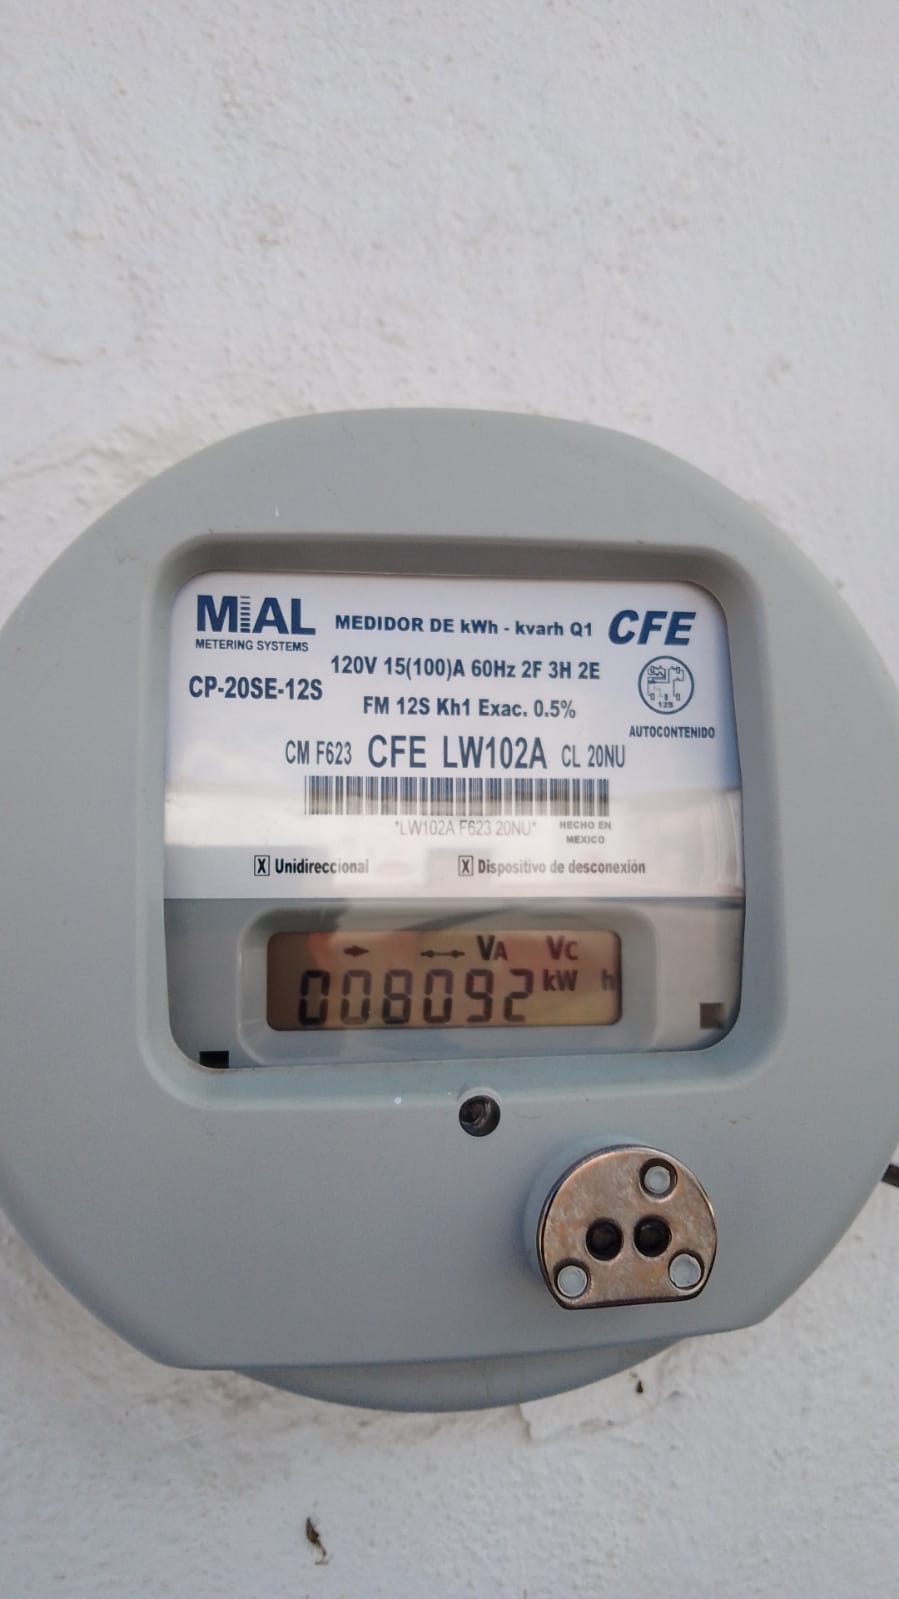 MIAL
METERING SYSTEMS
MEDIDOR DE kWh - kvarh Q1
CFE
120V 15(100)A 60Hz 2F 3H 2E
CP-20SE-12S
FM 12S Kh1 Exac. 0.5%
12S
AUTOCONTENIDO
CM F623 CFE LW102A CL 20NU
*LW102A F623 20NU*
HECHO EN
MEXICO
X Unidireccional
X Dispositivo de desconexión
VA VC
008092 kW h